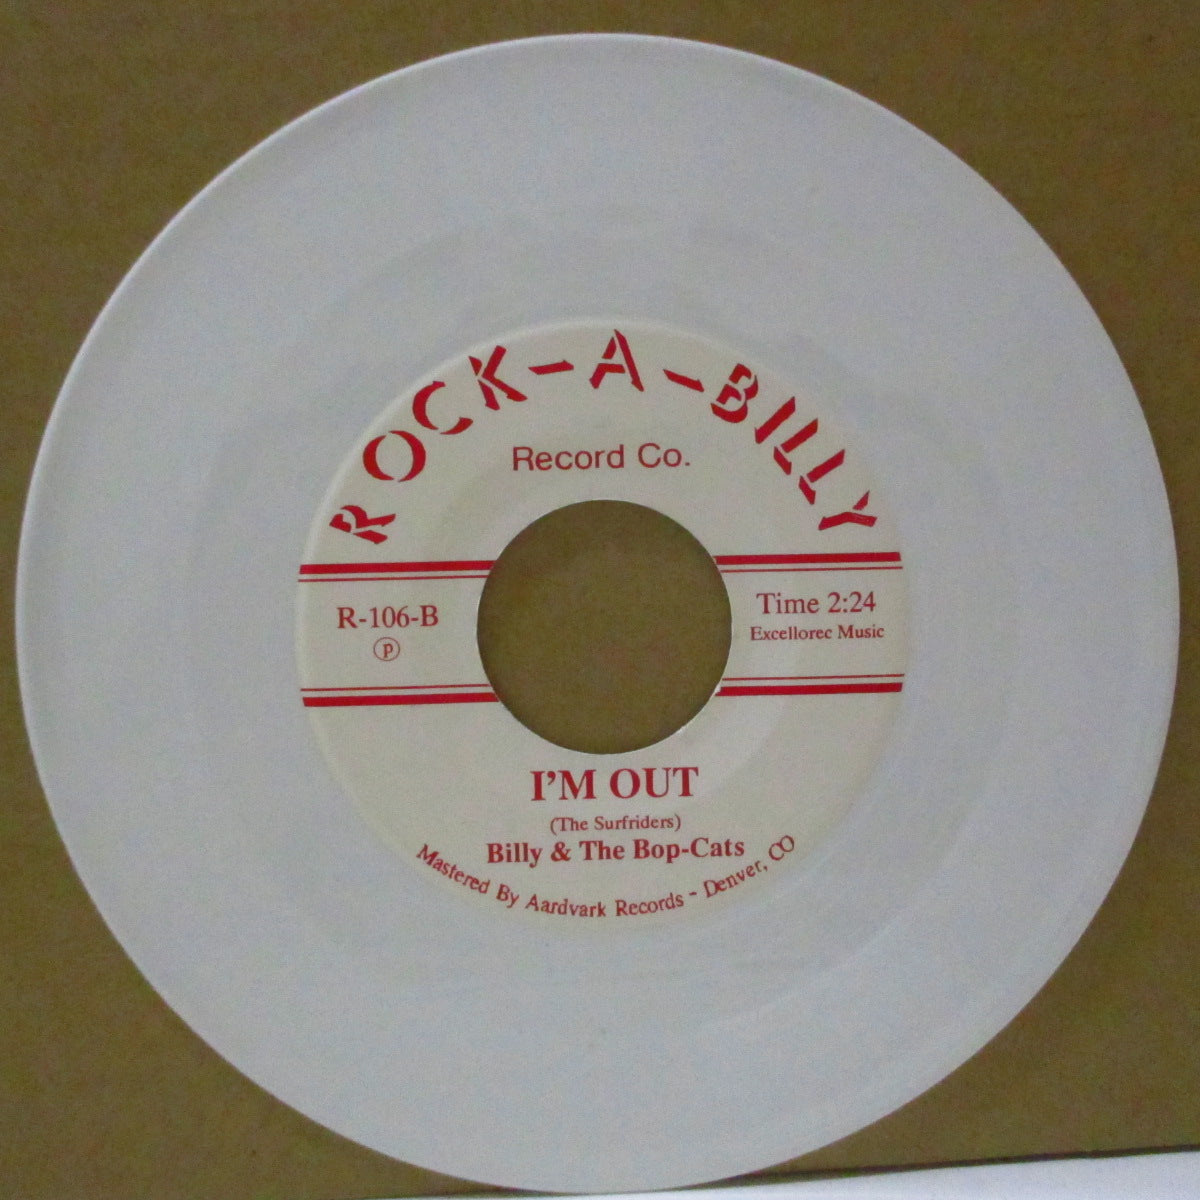 ROCK-A-BILLY
Record Co.
R-106-B
Ⓟ
Time 2:24
Excellorec Music
I'M OUT
(The Surfriders)
Billy & The Bop-Cats
Mastered By Aardvark Records - Denver, CO